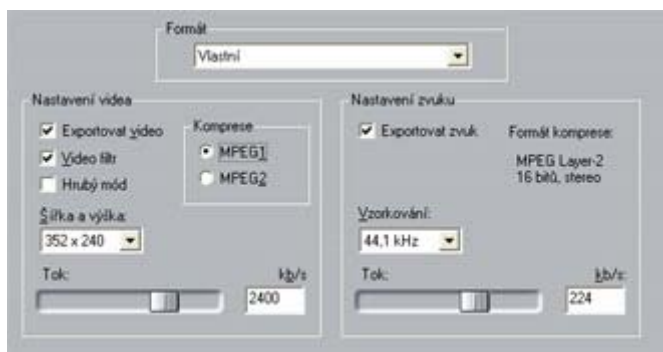 Formát
Vlastní
Nastavení videa
Exportovat video
Video filtr
Hrubý mód
Komprese
MPEG1
MPEG2
Šířka a výška:
352 x 240
Tok:
kb/s
2400
Nastavení zvuku
Exportovat zvuk
Formát komprese:
MPEG Layer-2
16 bitů, stereo
Vzorkování:
44,1 kHz
Tok:
kb/s:
224